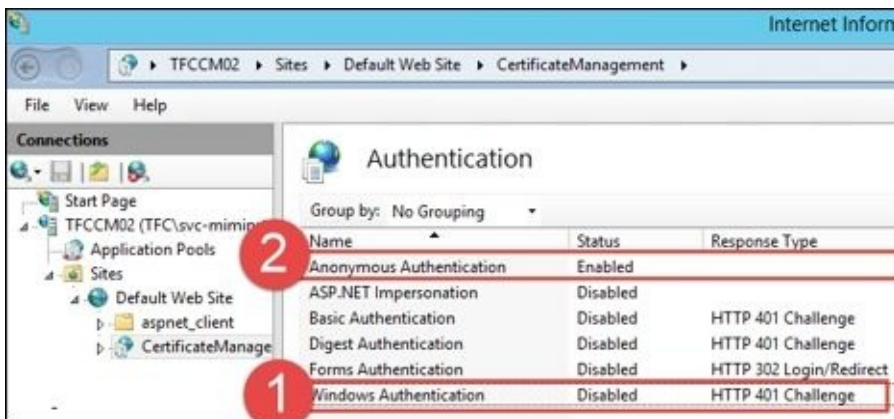 Internet Inform
TFCCM02 Sites Default Web Site CertificateManagement
File View Help
Connections
Authentication
Start Page
Group by: No Grouping
TFCCM02 (TFC\svc-mimin
Application Pools
Sites
Default Web Site
aspnet_client
CertificateManage
2
1
Name Status Response Type
Anonymous Authentication Enabled
ASP.NET Impersonation Disabled
Basic Authentication Disabled HTTP 401 Challenge
Digest Authentication Disabled HTTP 401 Challenge
Forms Authentication Disabled HTTP 302 Login/Redirect
Windows Authentication Disabled HTTP 401 Challenge